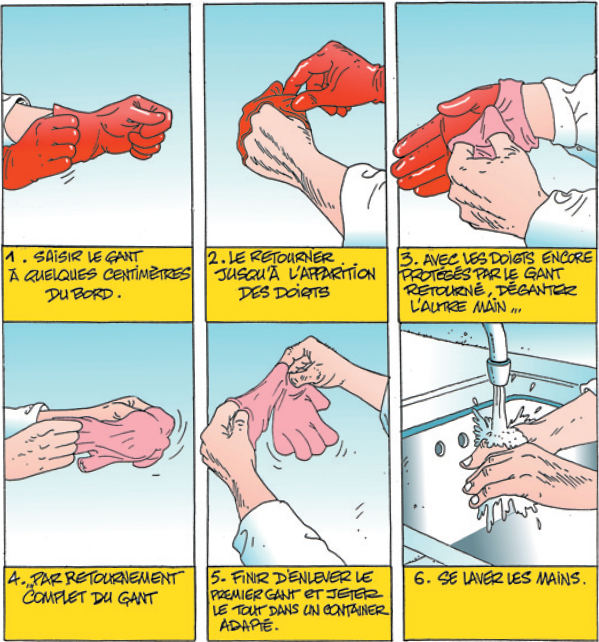 1. SAISIR LE GANT
À QUELQUES CENTIMÈTRES
DU BORD.
2. LE RETOURNER
JUSQU'À L'APPARITION
DES DOIGTS
3. AVEC LES DOIGTS ENCORE
PROTÉGÉS PAR LE GANT
RETOURNÉ, DÉGANTER
L'AUTRE MAIN...
4. ...PAR RETOURNEMENT
COMPLET DU GANT
5. FINIR D'ENLEVER LE
PREMIER GANT ET JETER
LE TOUT DANS UN CONTAINER
ADAPTÉ.
6. SE LAVER LES MAINS.